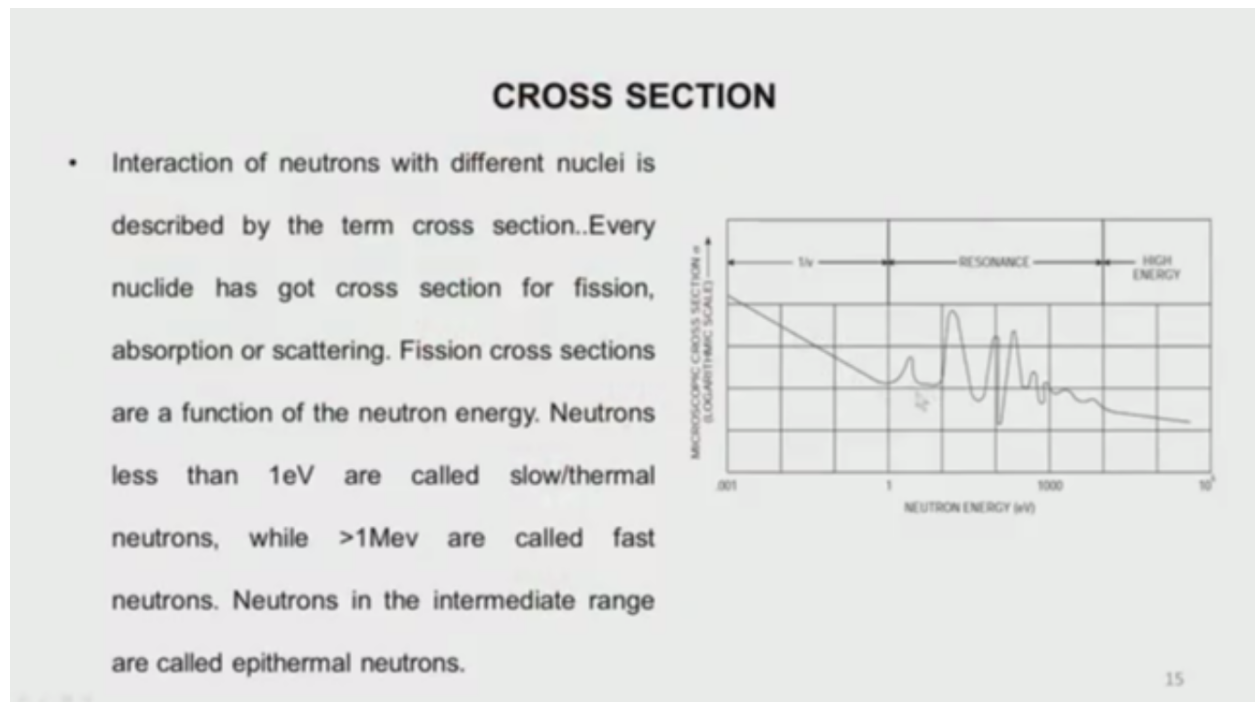 CROSS SECTION
• Interaction of neutrons with different nuclei is
described by the term cross section..Every
nuclide has got cross section for fission,
absorption or scattering. Fission cross sections
are a function of the neutron energy. Neutrons
less than 1eV are called slow/thermal
neutrons, while >1Mev are called fast
neutrons. Neutrons in the intermediate range
are called epithermal neutrons.
MICROSCOPIC CROSS SECTION σ
(LOGARITHMIC SCALE)
1/v
RESONANCE
HIGH
ENERGY
.001
1
1000
NEUTRON ENERGY (eV)
15